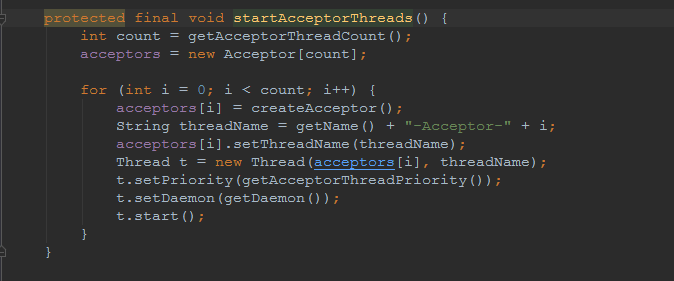 protected final void startAcceptorThreads() {
    int count = getAcceptorThreadCount();
    acceptors = new Acceptor[count];

    for (int i = 0; i < count; i++) {
        acceptors[i] = createAcceptor();
        String threadName = getName() + "-Acceptor-" + i;
        acceptors[i].setThreadName(threadName);
        Thread t = new Thread(acceptors[i], threadName);
        t.setPriority(getAcceptorThreadPriority());
        t.setDaemon(getDaemon());
        t.start();
    }
}